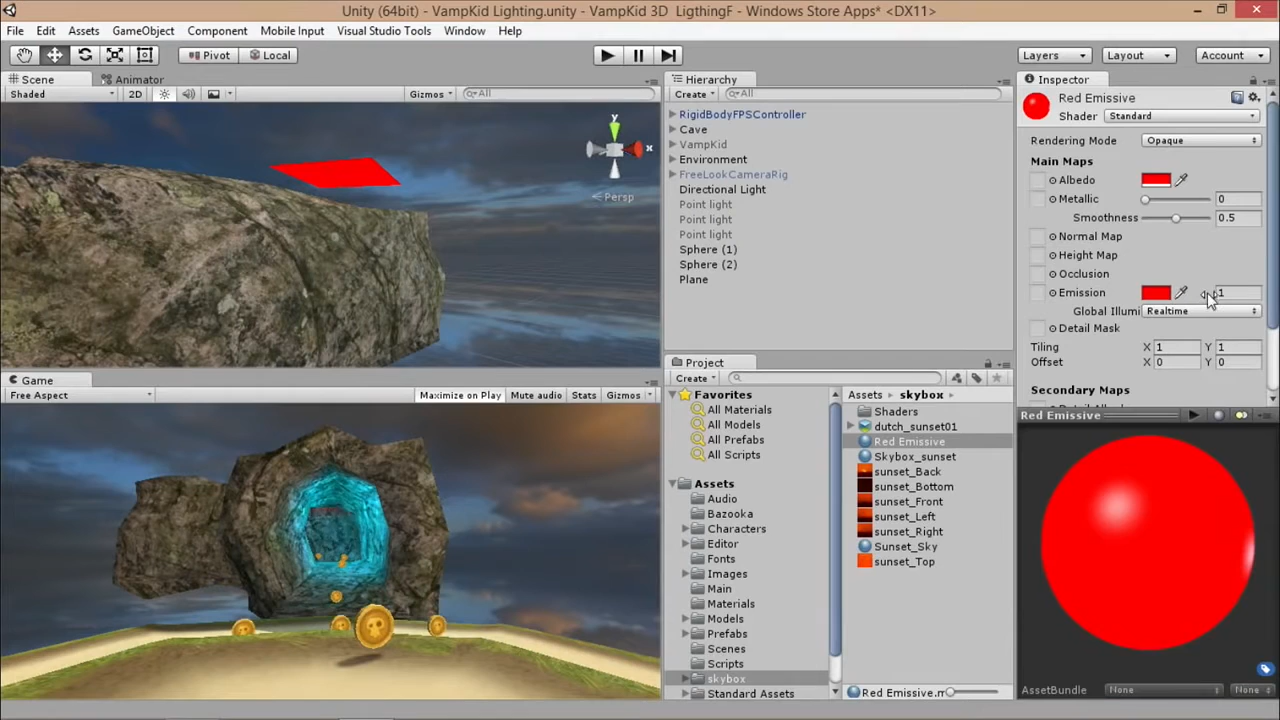 Unity (64bit) - VampKid Lighting.unity - VampKid 3D LigthingF - Windows Store Apps* <DX11>
File Edit Assets GameObject Component Mobile Input Visual Studio Tools Window Help
Pivot Local Layers Layout Account
Scene Animator
Shaded 2D Gizmos All
y
x
Persp
Game
Free Aspect Maximize on Play Mute audio Stats Gizmos
Hierarchy
Create All
RigidBodyFPSController
Cave
VampKid
Environment
FreeLookCameraRig
Directional Light
Point light
Point light
Point light
Sphere (1)
Sphere (2)
Plane
Project
Create
Favorites
All Materials
All Models
All Prefabs
All Scripts
Assets
Audio
Bazooka
Characters
Editor
Fonts
Images
Main
Materials
Models
Prefabs
Scenes
Scripts
skybox
Standard Assets
Assets skybox
Shaders
dutch_sunset01
Red Emissive
Skybox_sunset
sunset_Back
sunset_Bottom
sunset_Front
sunset_Left
sunset_Right
Sunset_Sky
sunset_Top
Red Emissive.m
Inspector
Red Emissive
Shader Standard
Rendering Mode Opaque
Main Maps
Albedo
Metallic 0
Smoothness 0.5
Normal Map
Height Map
Occlusion
Emission 1
Global Illumi Realtime
Detail Mask
Tiling X 1 Y 1
Offset X 0 Y 0
Secondary Maps
Red Emissive
AssetBundle None None